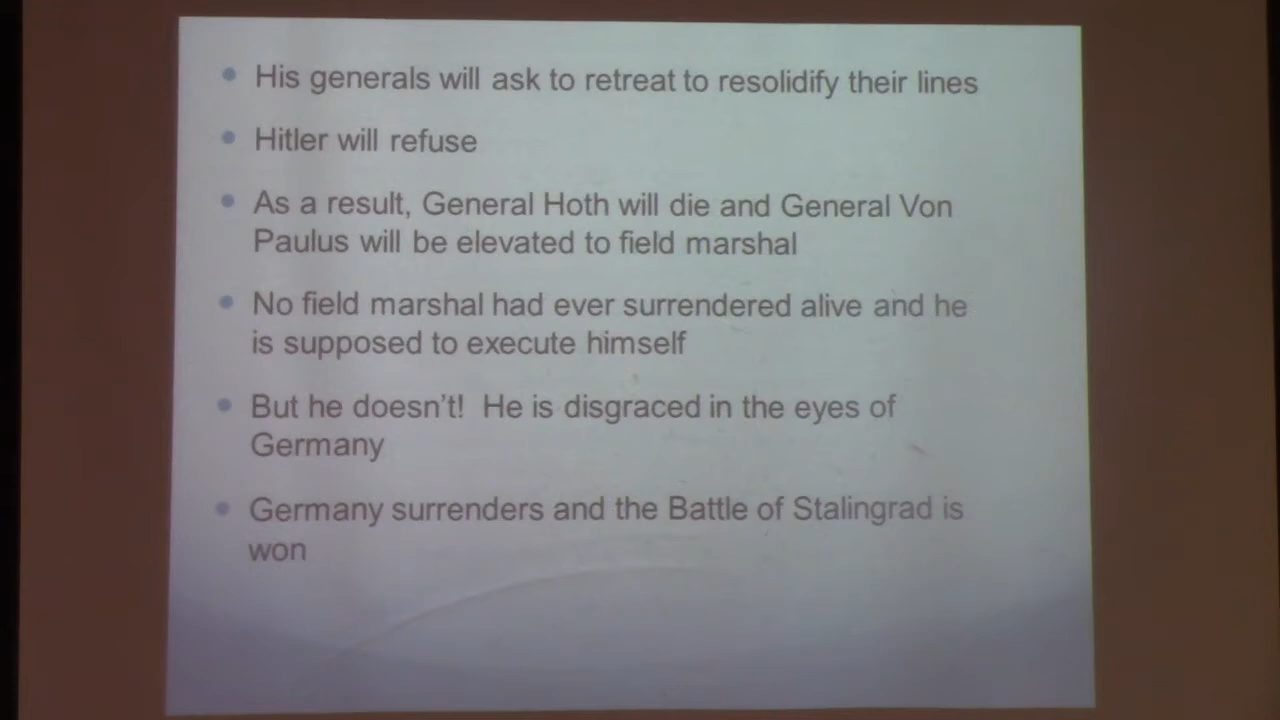 His generals will ask to retreat to resolidify their lines
Hitler will refuse
As a result, General Hoth will die and General Von
Paulus will be elevated to field marshal
No field marshal had ever surrendered alive and he
is supposed to execute himself
But he doesn't! He is disgraced in the eyes of
Germany
Germany surrenders and the Battle of Stalingrad is
won